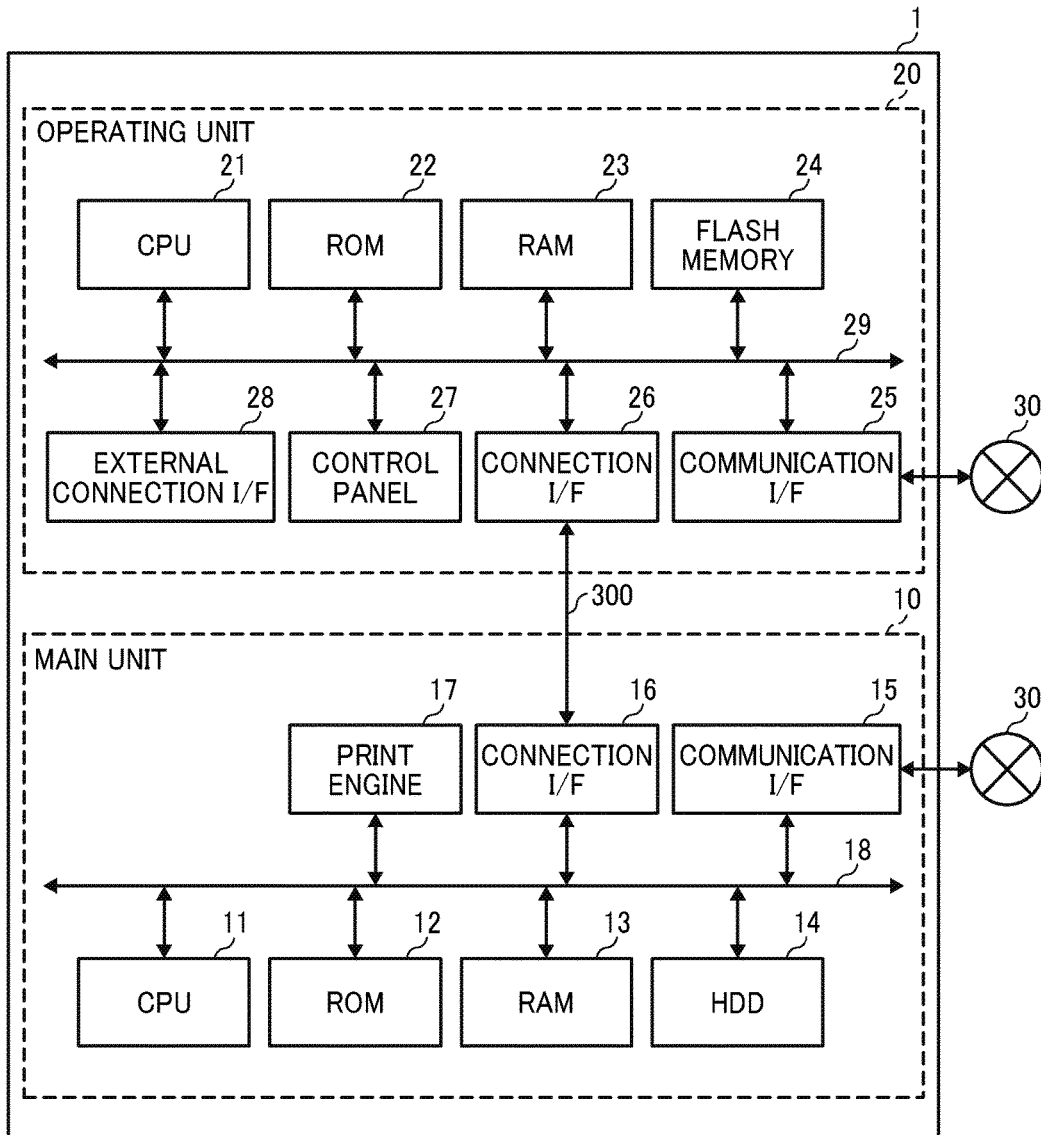 1
20
OPERATING UNIT
21
22
23
24
CPU
ROM
RAM
FLASH
MEMORY
29
28
27
26
25
30
EXTERNAL
CONNECTION I/F
CONTROL
PANEL
CONNECTION
I/F
COMMUNICATION
I/F
300
10
MAIN UNIT
17
16
15
30
PRINT
ENGINE
CONNECTION
I/F
COMMUNICATION
I/F
18
11
12
13
14
CPU
ROM
RAM
HDD